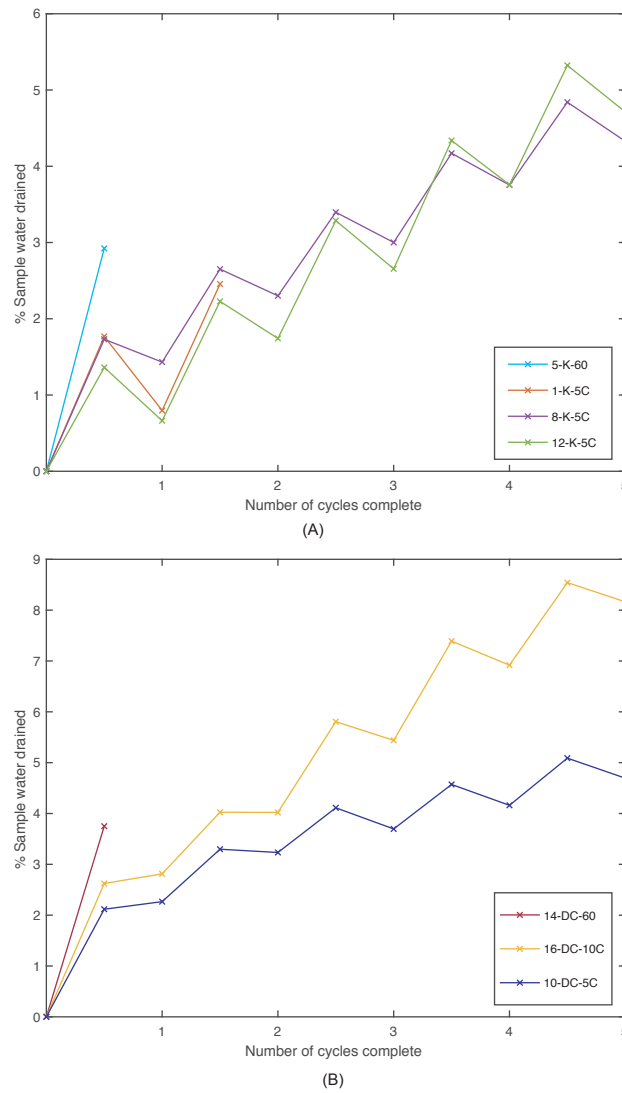 6
5
4
3
2
1
0
% Sample water drained
5-K-60
1-K-5C
8-K-5C
12-K-5C
1 2 3 4 5
Number of cycles complete
(A)
9
8
7
6
5
4
3
2
1
0
% Sample water drained
14-DC-60
16-DC-10C
10-DC-5C
1 2 3 4 5
Number of cycles complete
(B)